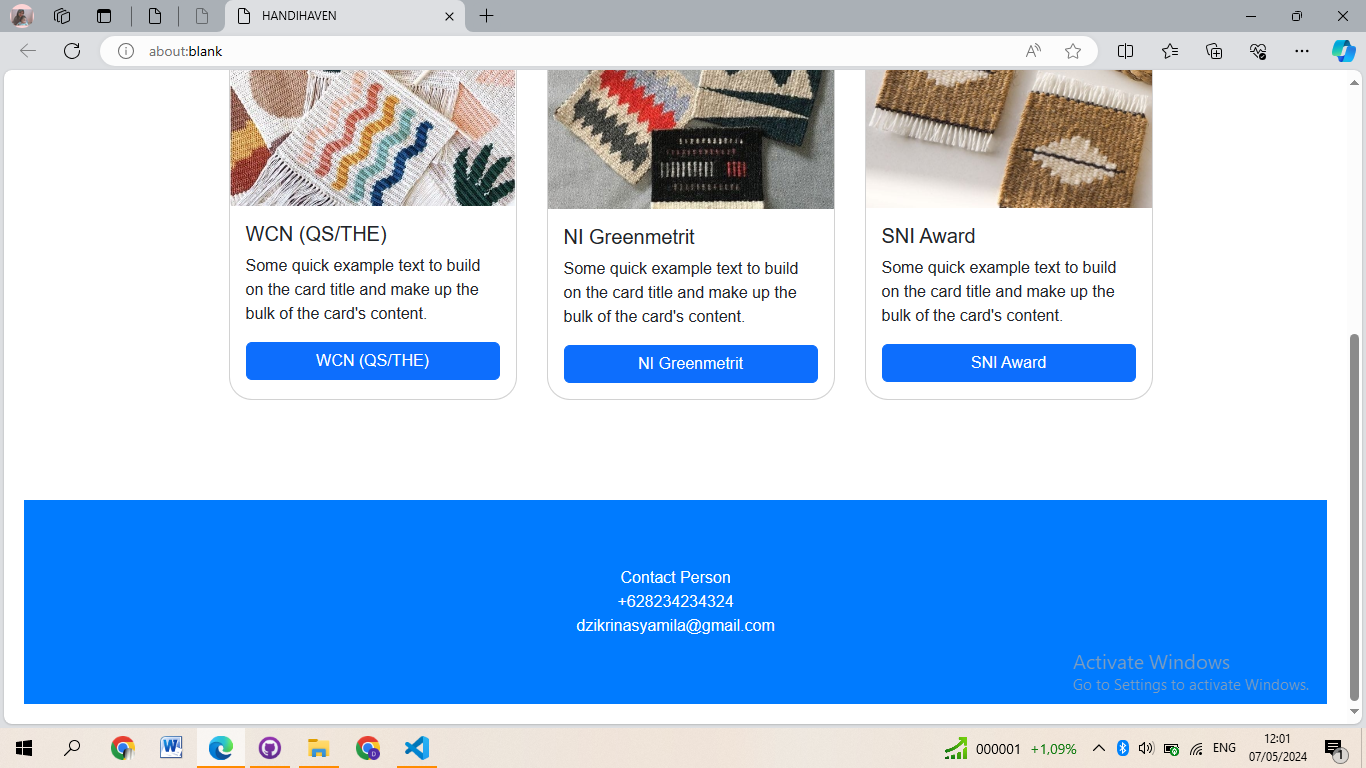 HANDIHAVEN
about:blank
WCN (QS/THE)
Some quick example text to build
on the card title and make up the
bulk of the card's content.
WCN (QS/THE)
NI Greenmetrit
Some quick example text to build
on the card title and make up the
bulk of the card's content.
NI Greenmetrit
SNI Award
Some quick example text to build
on the card title and make up the
bulk of the card's content.
SNI Award
Contact Person
+628234234324
dzikrinasyamila@gmail.com
Activate Windows
Go to Settings to activate Windows.
000001 +1,09%
ENG
12:01
07/05/2024
1